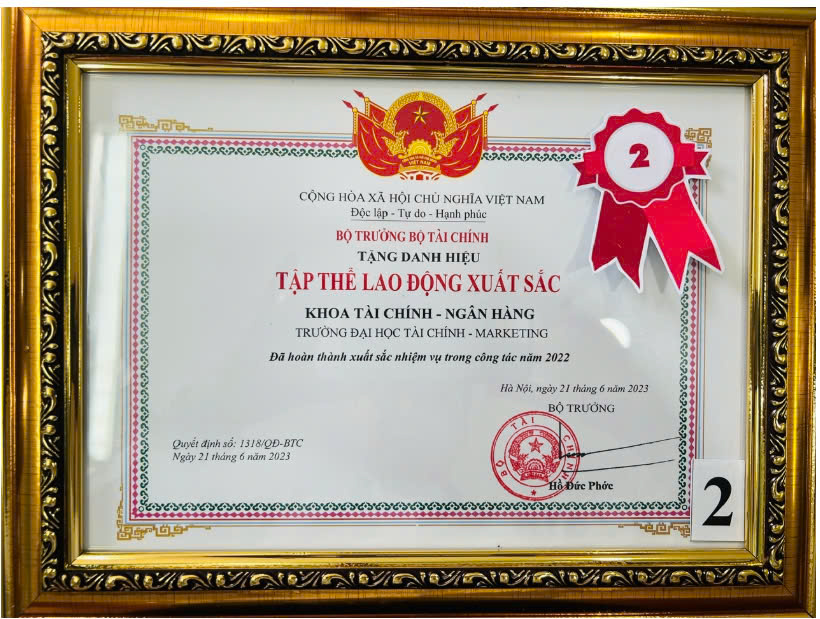 CỘNG HÒA XÃ HỘI CHỦ NGHĨA VIỆT NAM
Độc lập - Tự do - Hạnh phúc
BỘ TRƯỞNG BỘ TÀI CHÍNH
TẶNG DANH HIỆU
TẬP THỂ LAO ĐỘNG XUẤT SẮC
KHOA TÀI CHÍNH - NGÂN HÀNG
TRƯỜNG ĐẠI HỌC TÀI CHÍNH - MARKETING
Đã hoàn thành xuất sắc nhiệm vụ trong công tác năm 2022
Hà Nội, ngày 21 tháng 6 năm 2023
BỘ TRƯỞNG
BỘ TÀI CHÍNH
Hồ Đức Phớc
Quyết định số: 1318/QĐ-BTC
Ngày 21 tháng 6 năm 2023
2
2